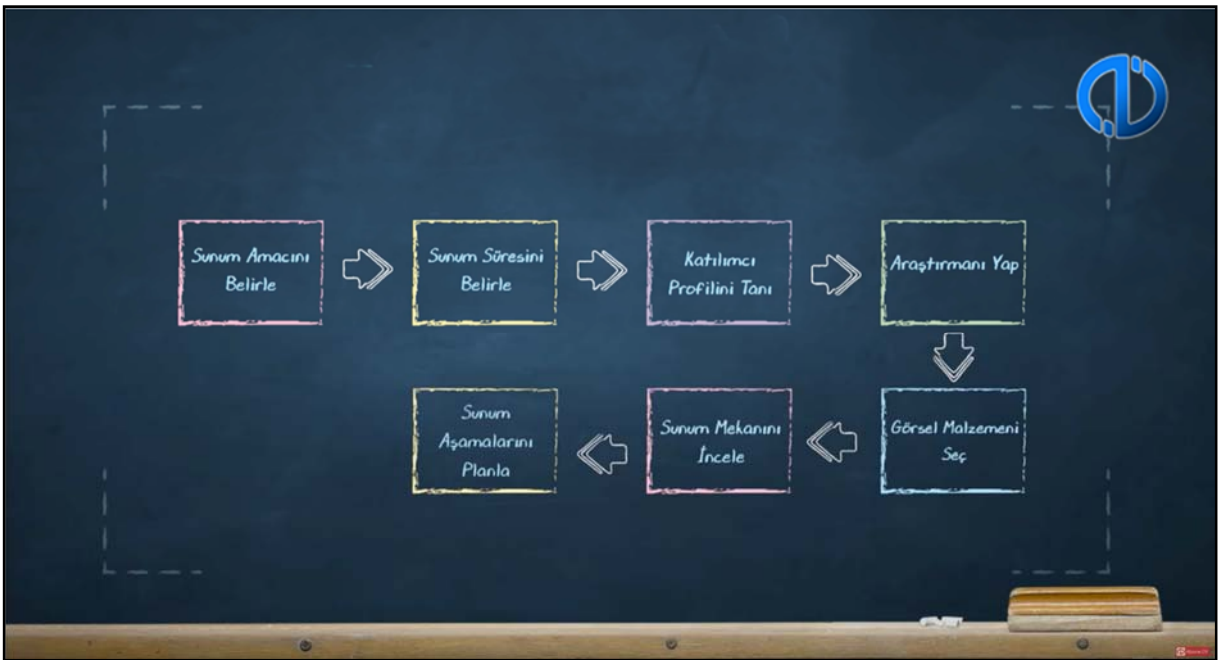 Sunum Amacını
Belirle
Sunum Süresini
Belirle
Katılımcı
Profilini Tanı
Araştırmanı Yap
Görsel Malzemeni
Seç
Sunum Mekanını
İncele
Sunum
Aşamalarını
Planla